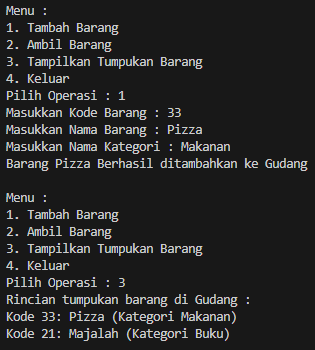 Menu :
1. Tambah Barang
2. Ambil Barang
3. Tampilkan Tumpukan Barang
4. Keluar
Pilih Operasi : 1
Masukkan Kode Barang : 33
Masukkan Nama Barang : Pizza
Masukkan Nama Kategori : Makanan
Barang Pizza Berhasil ditambahkan ke Gudang

Menu :
1. Tambah Barang
2. Ambil Barang
3. Tampilkan Tumpukan Barang
4. Keluar
Pilih Operasi : 3
Rincian tumpukan barang di Gudang :
Kode 33: Pizza (Kategori Makanan)
Kode 21: Majalah (Kategori Buku)